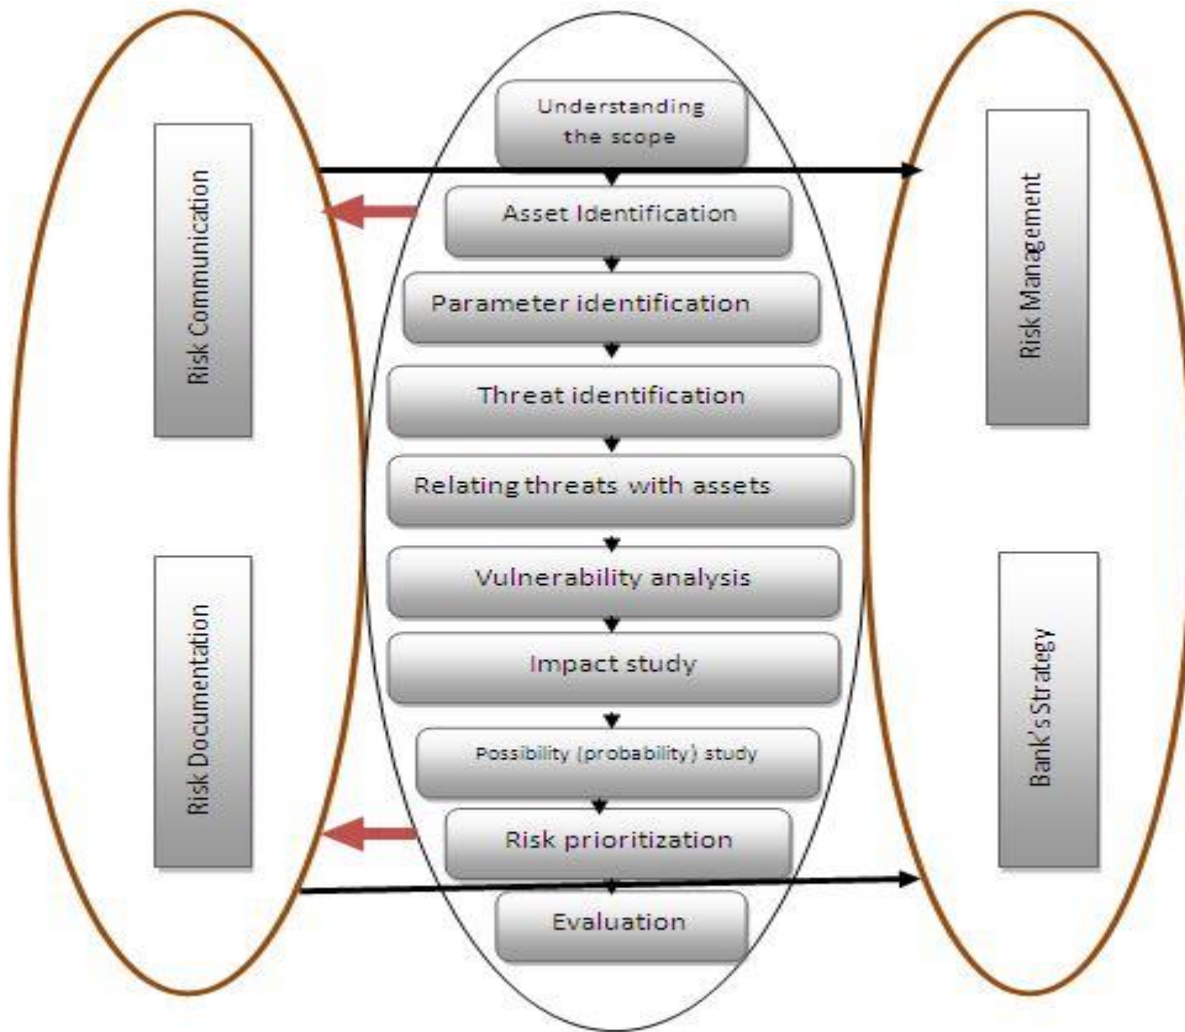 Understanding
the scope
Asset Identification
Parameter identification
Threat identification
Relating threats with assets
Vulnerability analysis
Impact study
Possibility (probability) study
Risk prioritization
Evaluation
Risk Communication
Risk Documentation
Risk Management
Bank's Strategy